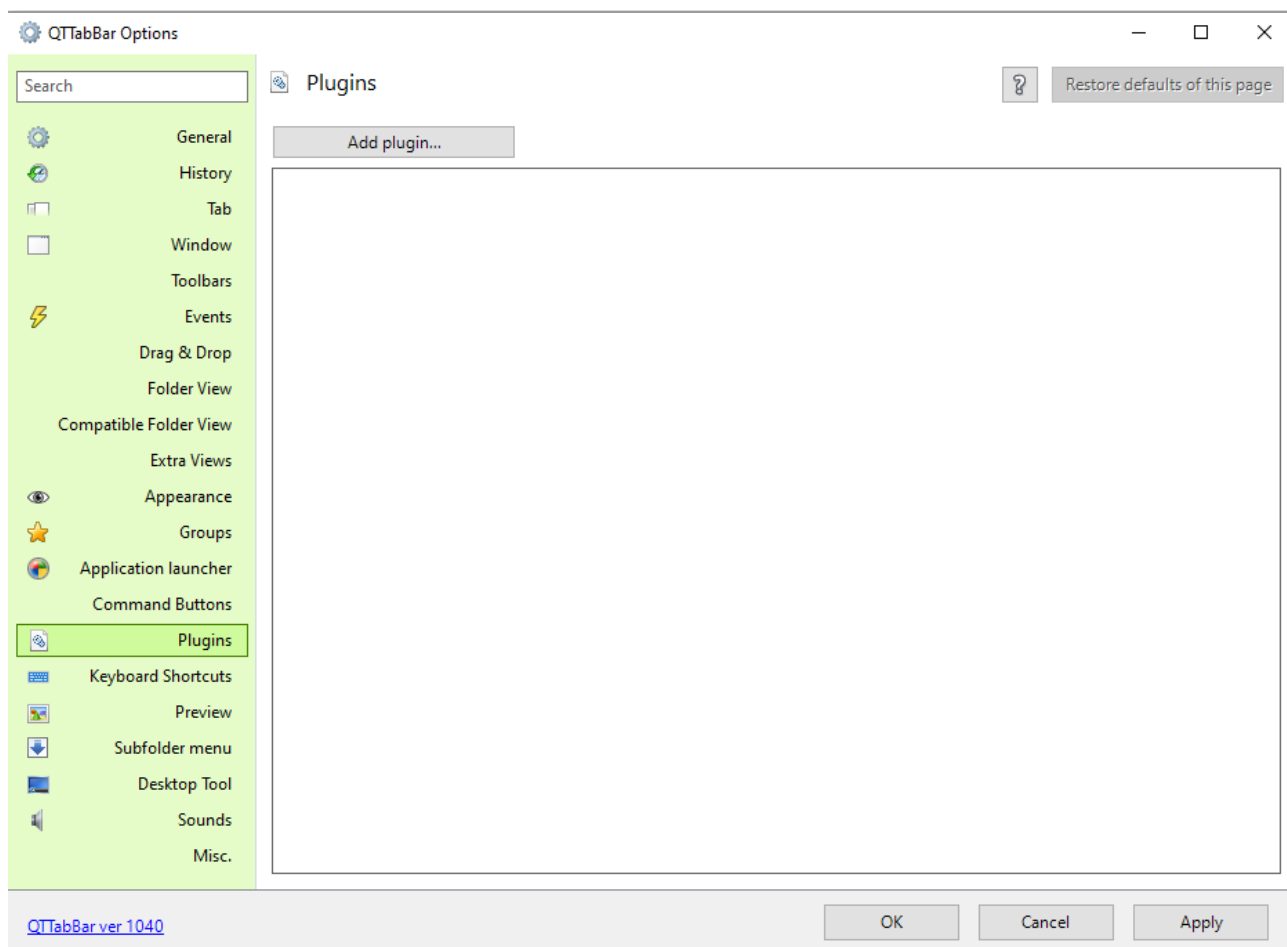 QTTabBar Options
Search
Plugins
Restore defaults of this page
General
Add plugin...
History
Tab
Window
Toolbars
Events
Drag & Drop
Folder View
Compatible Folder View
Extra Views
Appearance
Groups
Application launcher
Command Buttons
Plugins
Keyboard Shortcuts
Preview
Subfolder menu
Desktop Tool
Sounds
Misc.
QTTabBar ver 1040
OK
Cancel
Apply